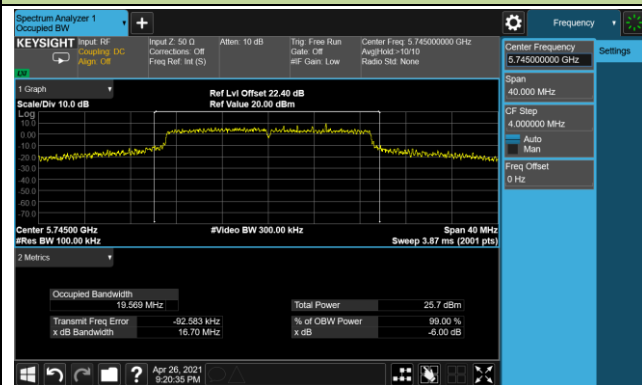 Spectrum Analyzer 1
Occupied BW
Frequency
KEYSIGHT
Input: RF
Coupling: DC
Align: Off
Input Z: 50 Ω
Corrections: Off
Freq Ref: Int (S)
Atten: 10 dB
Trig: Free Run
Gate: Off
#IF Gain: Low
Center Freq: 5.745000000 GHz
Avg|Hold:>10/10
Radio Std: None
LXI
1 Graph
Scale/Div 10.0 dB
Ref Lvl Offset 22.40 dB
Ref Value 20.00 dBm
Log
10.0
0.00
-10.0
-20.0
-30.0
-40.0
-50.0
-60.0
-70.0
Center 5.74500 GHz
#Res BW 100.00 kHz
#Video BW 300.00 kHz
Span 40 MHz
Sweep 3.87 ms (2001 pts)
2 Metrics
Occupied Bandwidth
19.569 MHz
Transmit Freq Error -92.583 kHz
x dB Bandwidth 16.70 MHz
Total Power 25.7 dBm
% of OBW Power 99.00 %
x dB -6.00 dB
Apr 26, 2021
9:20:35 PM
Center Frequency
5.745000000 GHz
Span
40.000 MHz
CF Step
4.000000 MHz
Auto
Man
Freq Offset
0 Hz
Settings